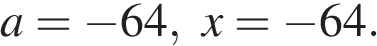 a = −64, x = −64.